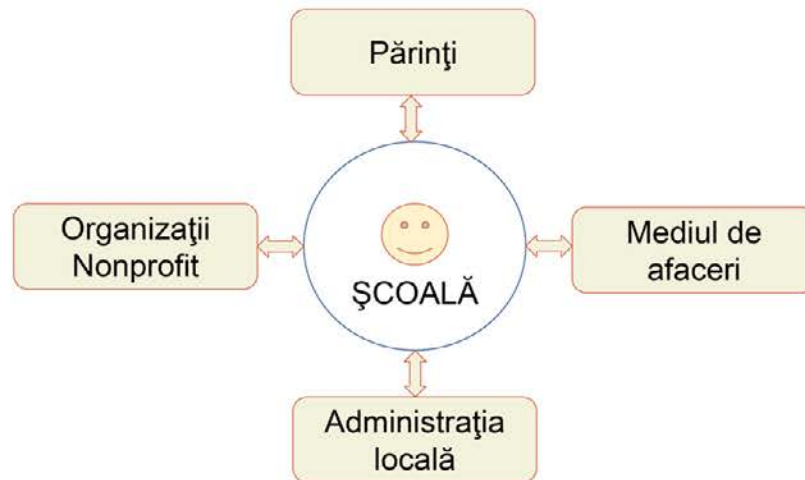 Părinţi
Organizaţii
Nonprofit
ŞCOALĂ
Mediul de
afaceri
Administraţia
locală